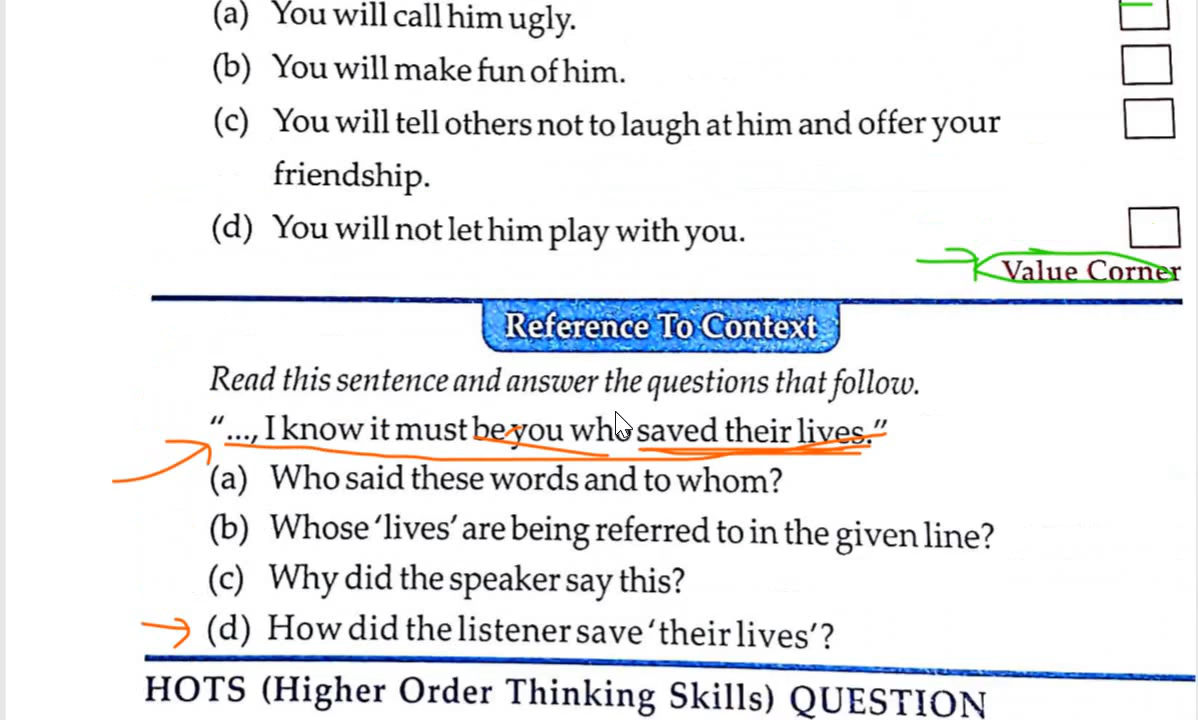 (a) You will call him ugly.
(b) You will make fun of him.
(c) You will tell others not to laugh at him and offer your
friendship.
(d) You will not let him play with you.
Value Corner
Reference To Context
Read this sentence and answer the questions that follow.
"..., I know it must be you who saved their lives."
(a) Who said these words and to whom?
(b) Whose 'lives' are being referred to in the given line?
(c) Why did the speaker say this?
(d) How did the listener save 'their lives'?
HOTS (Higher Order Thinking Skills) QUESTION